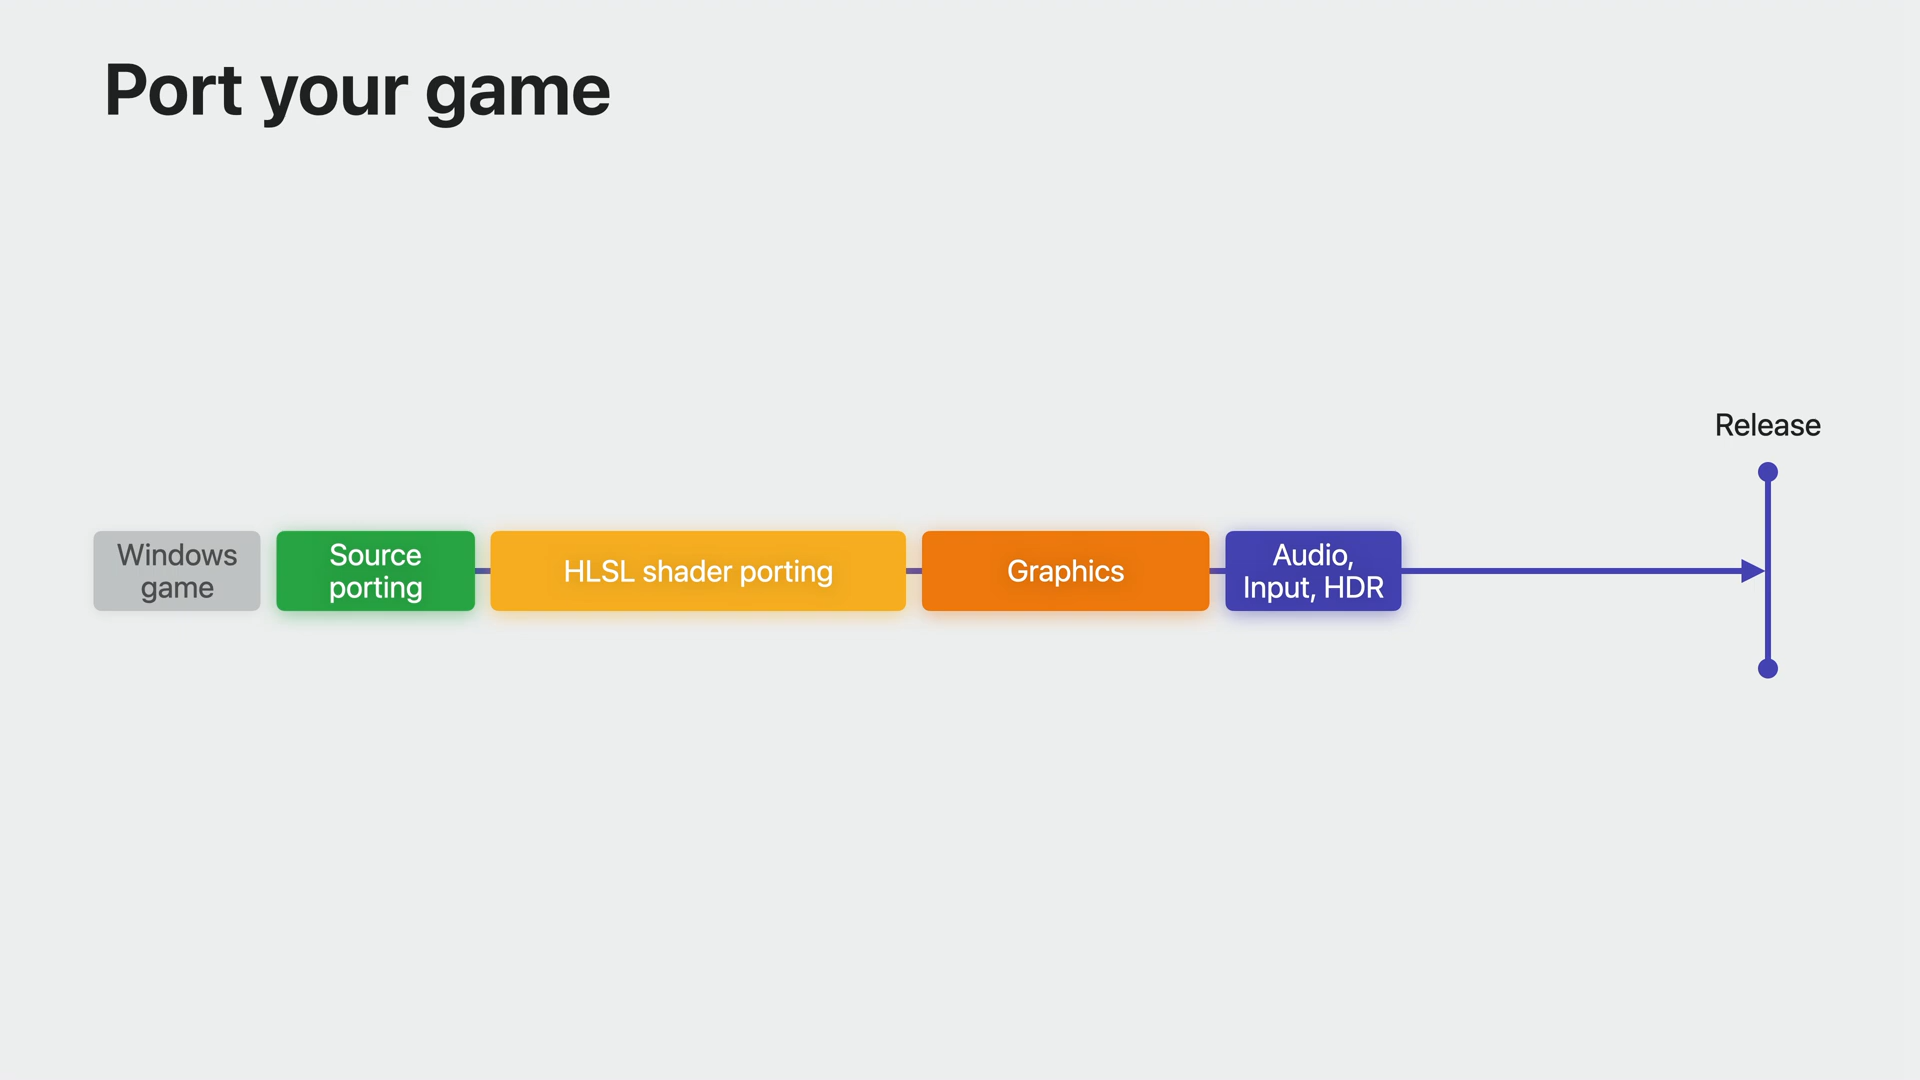 Port your game
Release
Windows
game
Source
porting
HLSL shader porting
Graphics
Audio,
Input, HDR